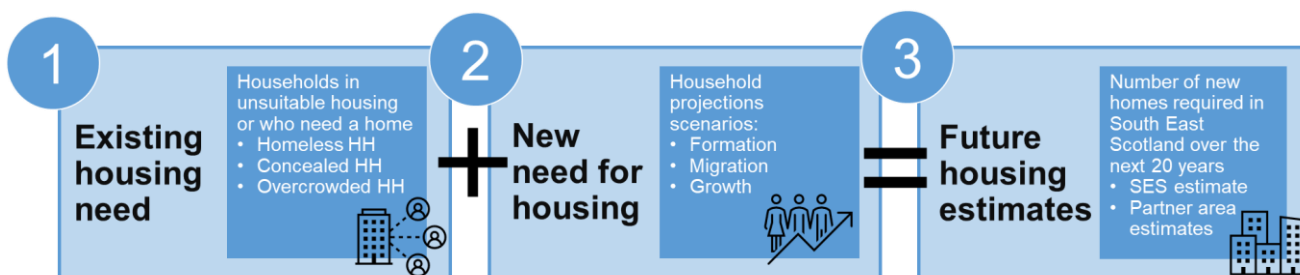 1
Existing
housing
need
Households in
unsuitable housing
or who need a home
• Homeless HH
• Concealed HH
• Overcrowded HH
+
2
New
need for
housing
Household
projections
scenarios:
• Formation
• Migration
• Growth
=
3
Future
housing
estimates
Number of new
homes required in
South East
Scotland over the
next 20 years
• SES estimate
• Partner area
estimates